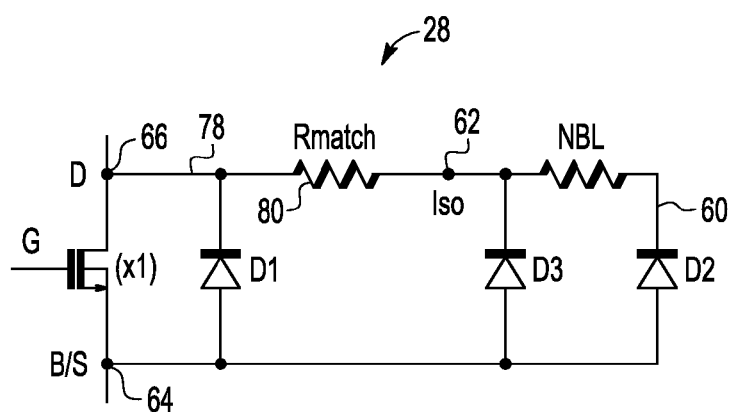 28
66
78
Rmatch
62
NBL
D
80
Iso
60
G
(x1)
D1
D3
D2
B/S
64